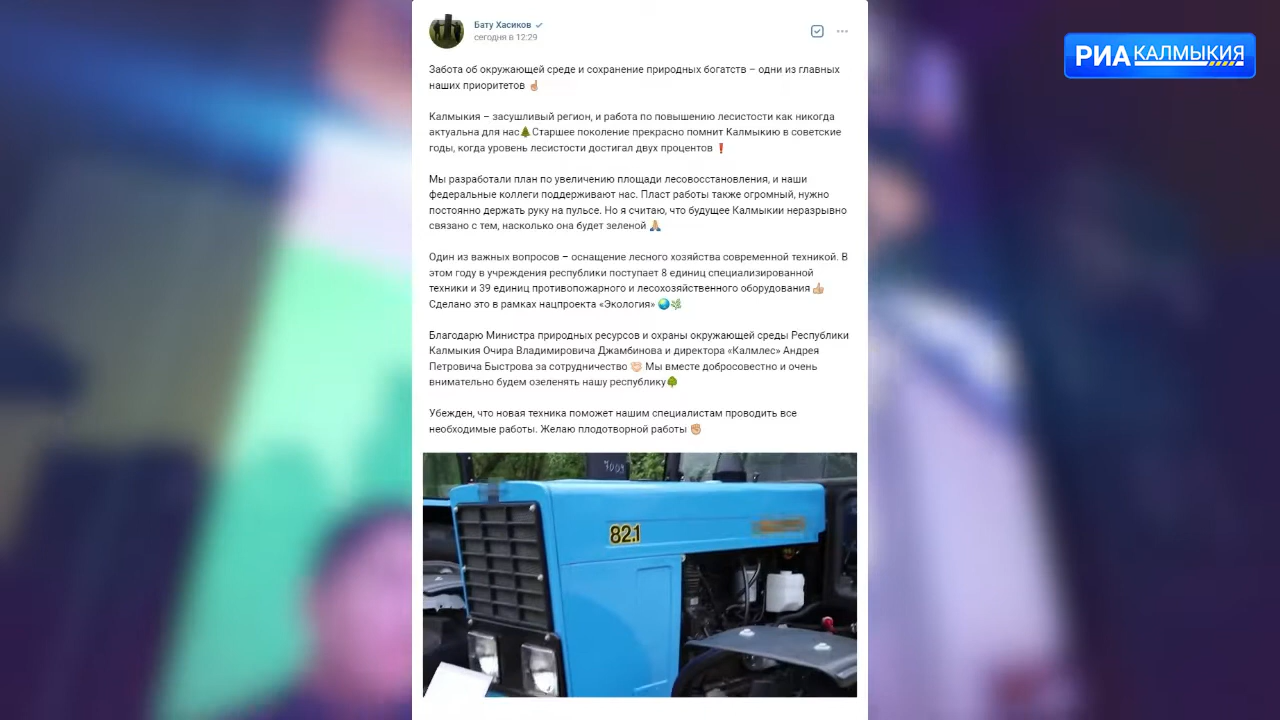 Бату Хасиков
сегодня в 12:29
РИА КАЛМЫКИЯ
Забота об окружающей среде и сохранение природных богатств – одни из главных
наших приоритетов ☝🏼
Калмыкия – засушливый регион, и работа по повышению лесистости как никогда
актуальна для нас🌲Старшее поколение прекрасно помнит Калмыкию в советские
годы, когда уровень лесистости достигал двух процентов ❗
Мы разработали план по увеличению площади лесовосстановления, и наши
федеральные коллеги поддерживают нас. Пласт работы также огромный, нужно
постоянно держать руку на пульсе. Но я считаю, что будущее Калмыкии неразрывно
связано с тем, насколько она будет зеленой 🙏🏼
Один из важных вопросов – оснащение лесного хозяйства современной техникой. В
этом году в учреждения республики поступает 8 единиц специализированной
техники и 39 единиц противопожарного и лесохозяйственного оборудования 👍🏼
Сделано это в рамках нацпроекта «Экология» 🌏🌿
Благодарю Министра природных ресурсов и охраны окружающей среды Республики
Калмыкия Очира Владимировича Джамбинова и директора «Калмлес» Андрея
Петровича Быстрова за сотрудничество 🤝🏻 Мы вместе добросовестно и очень
внимательно будем озеленять нашу республику🌳
Убежден, что новая техника поможет нашим специалистам проводить все
необходимые работы. Желаю плодотворной работы ✊🏼
7009
82.1